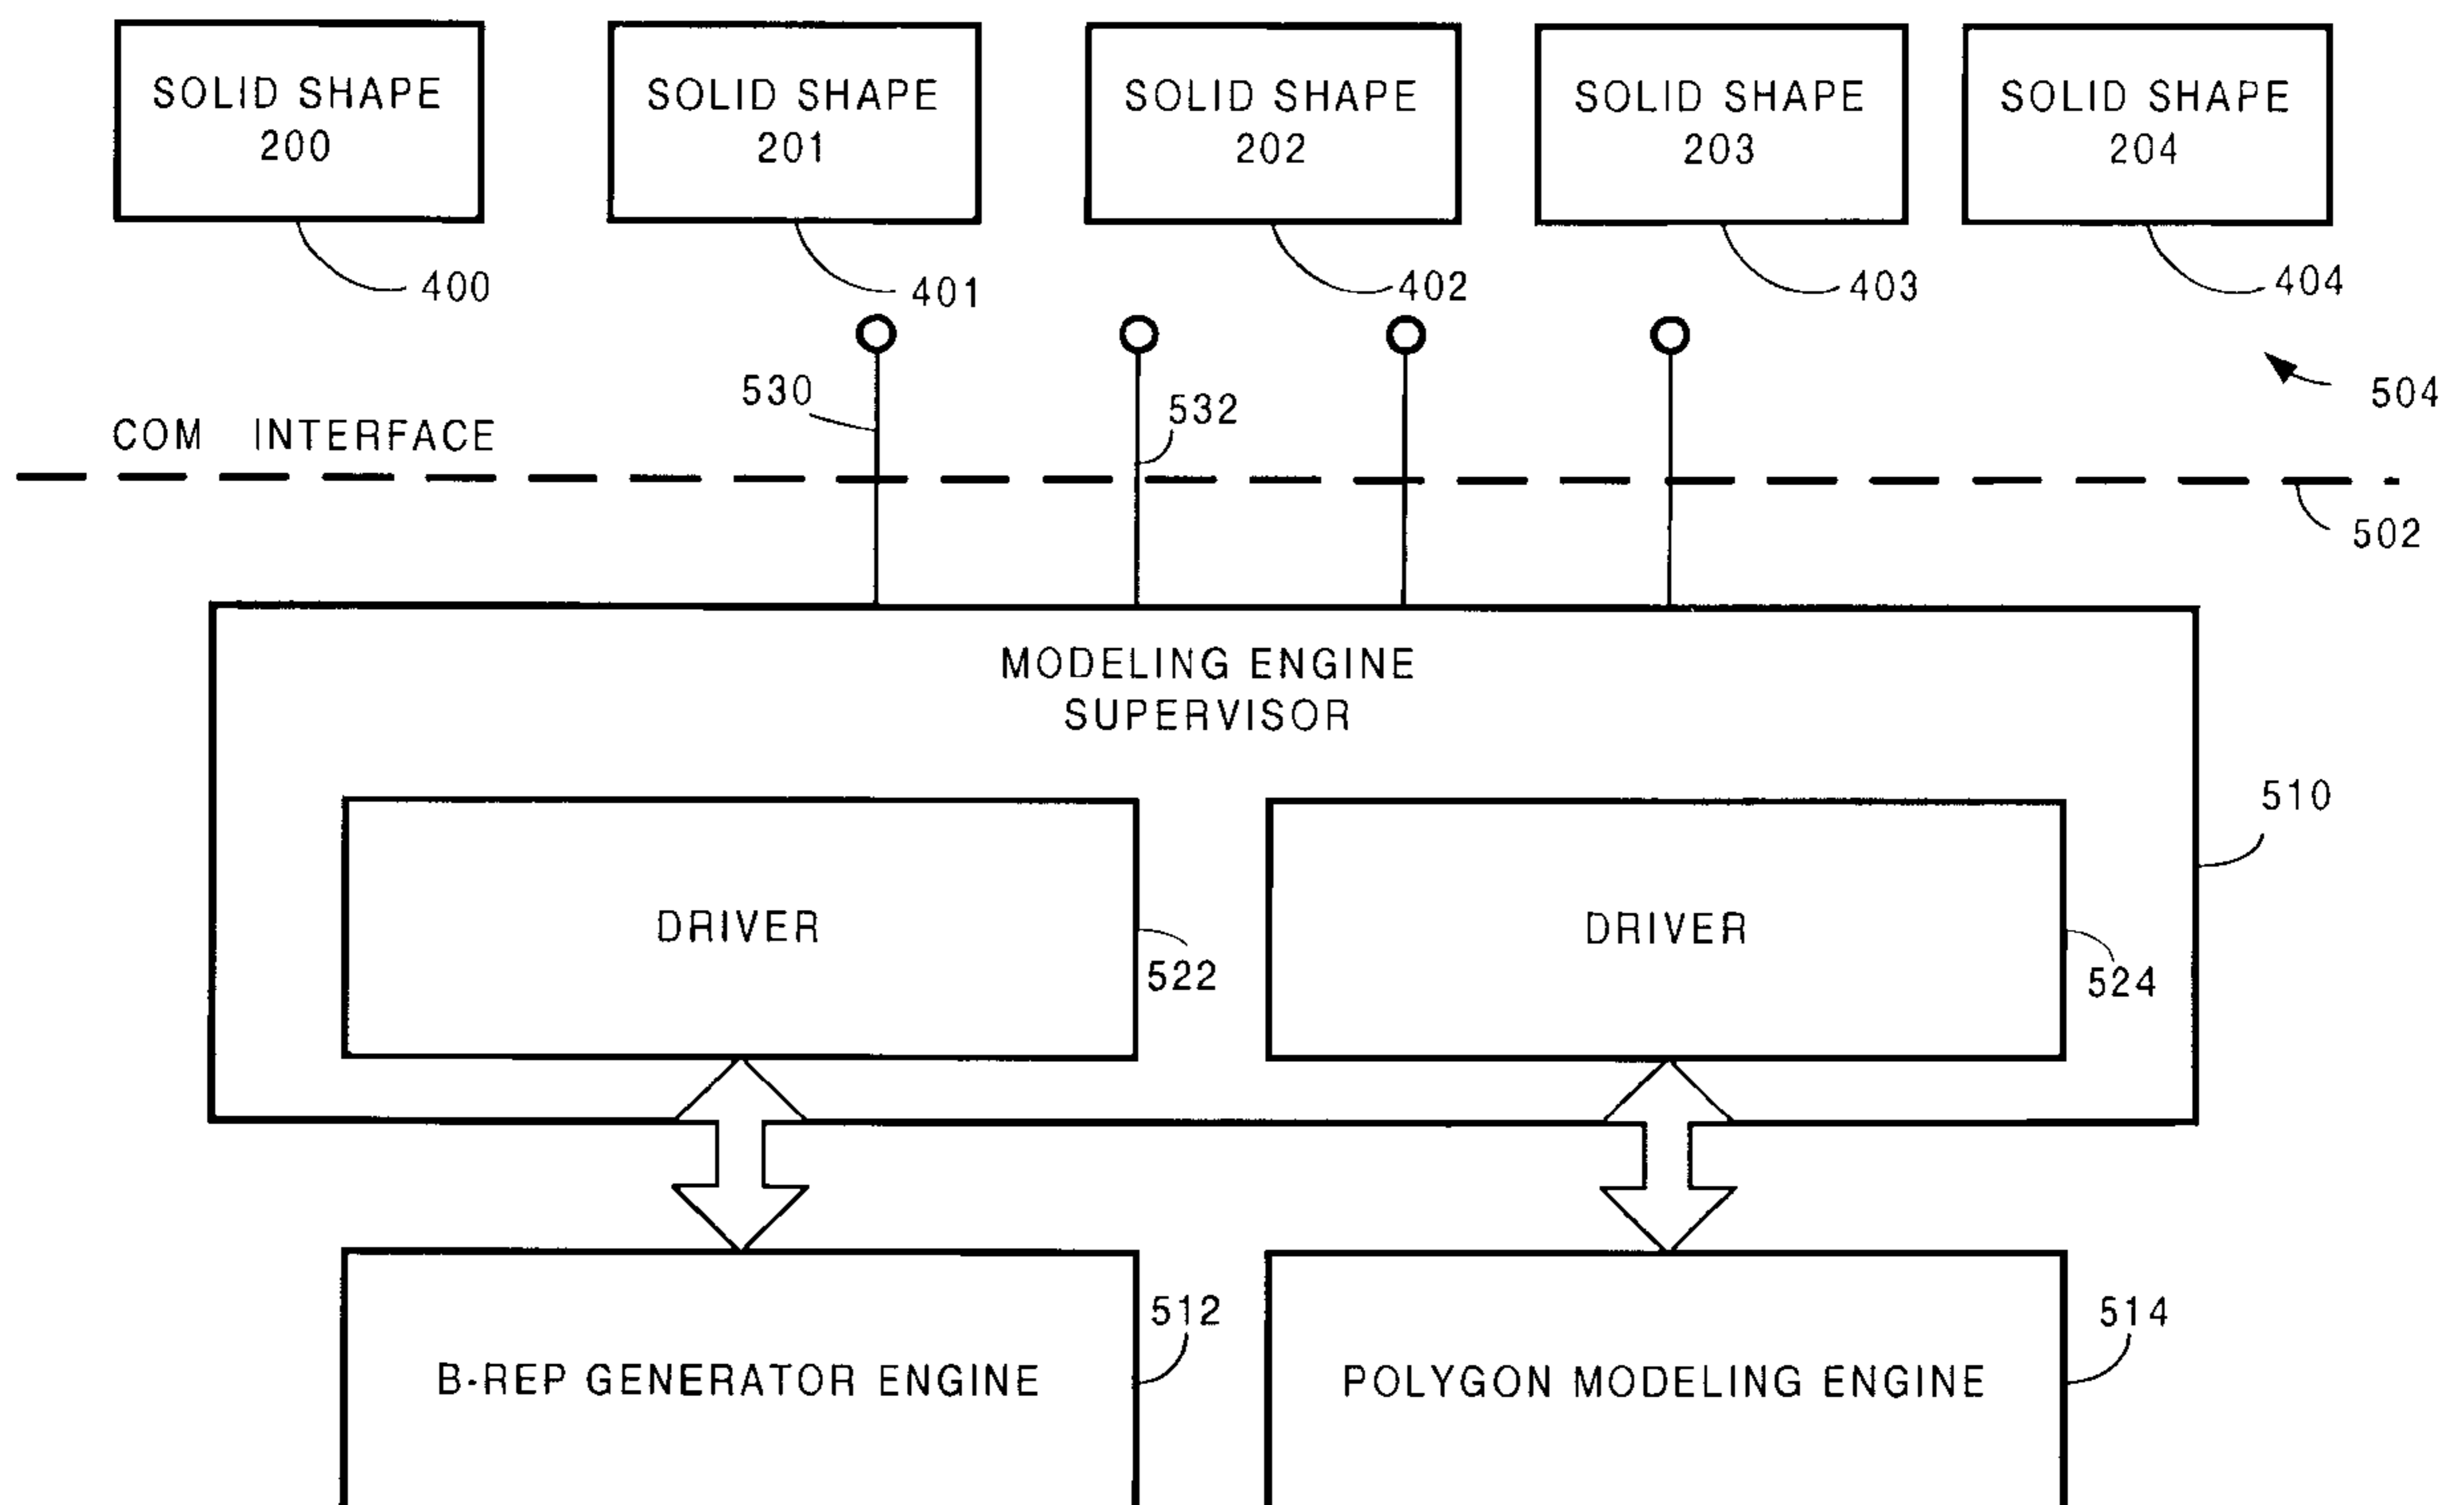 SOLID SHAPE
200
SOLID SHAPE
201
SOLID SHAPE
202
SOLID SHAPE
203
SOLID SHAPE
204
400
401
402
403
404
530
532
504
COM INTERFACE
502
MODELING ENGINE
SUPERVISOR
510
DRIVER
522
DRIVER
524
512
514
B-REP GENERATOR ENGINE
POLYGON MODELING ENGINE